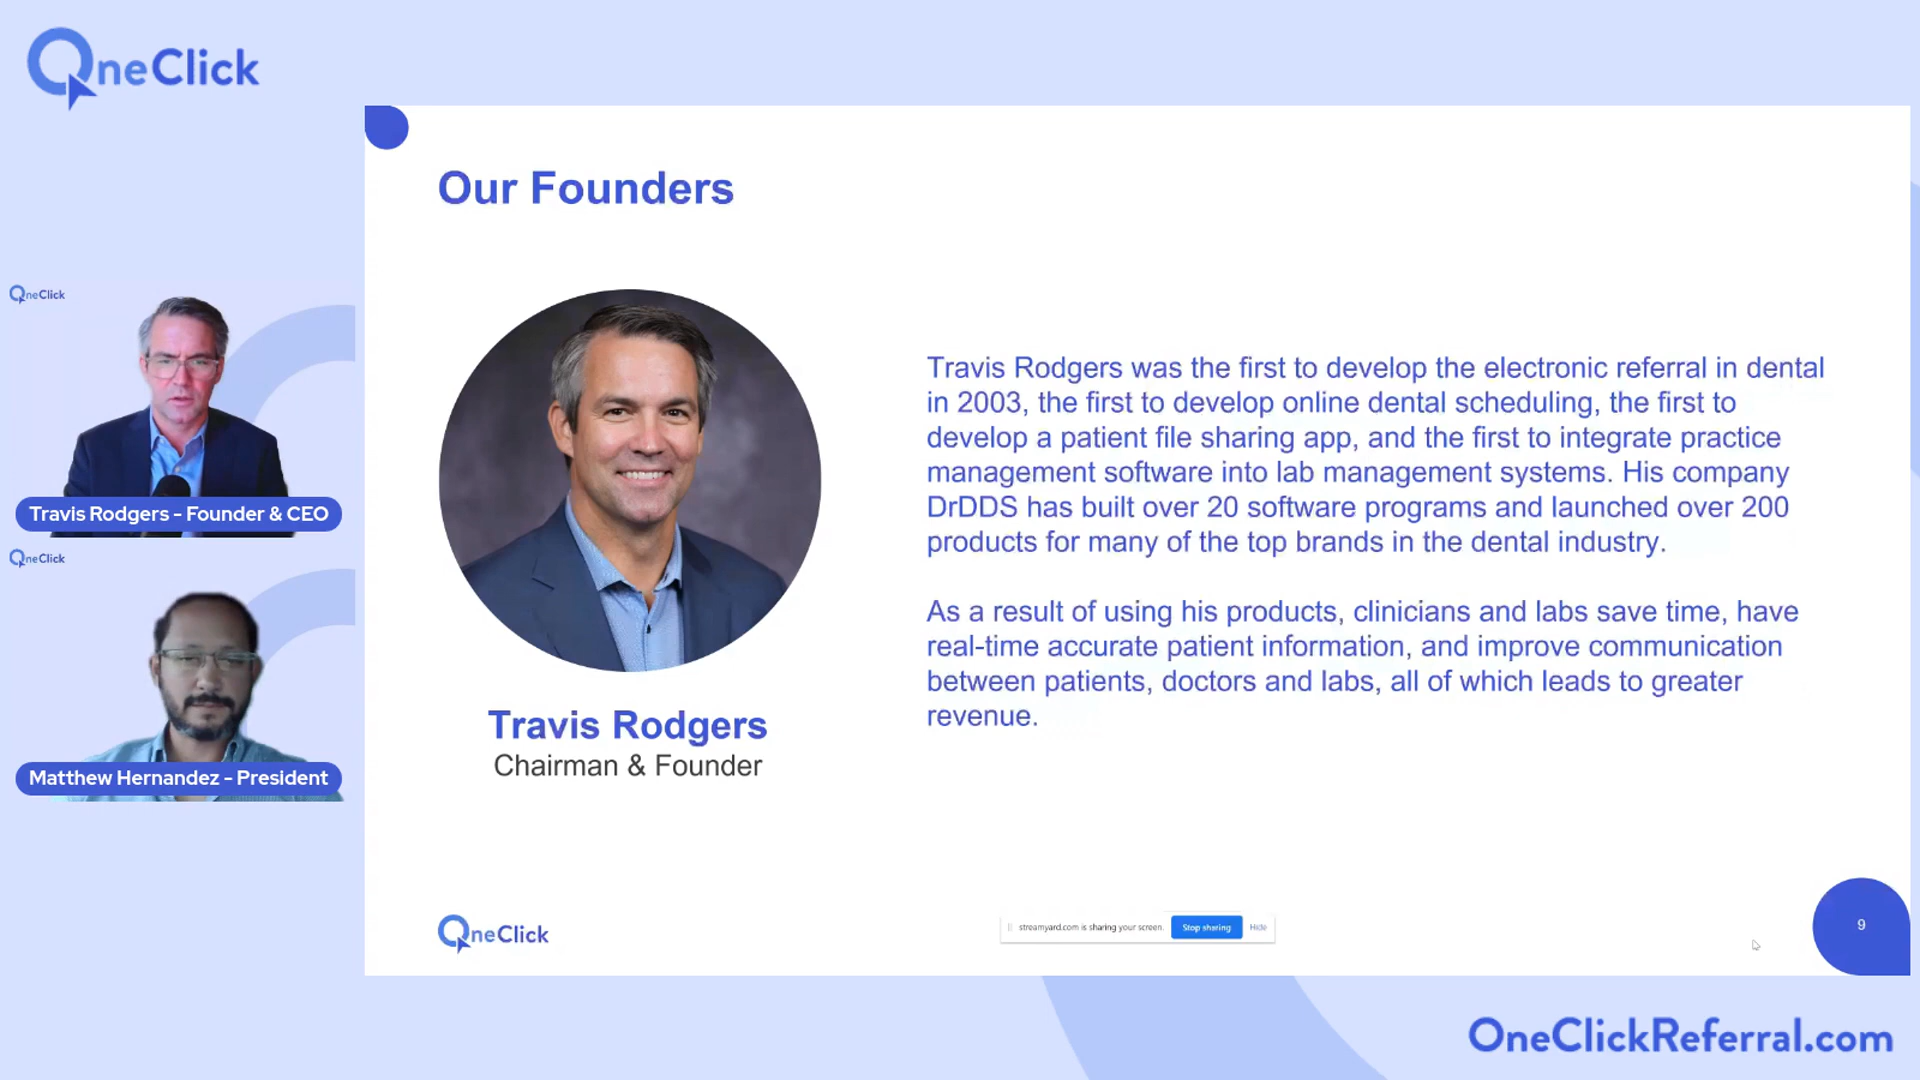 OneClick
Our Founders
OneClick
Travis Rodgers - Founder & CEO
OneClick
Matthew Hernandez - President
Travis Rodgers
Chairman & Founder
Travis Rodgers was the first to develop the electronic referral in dental
in 2003, the first to develop online dental scheduling, the first to
develop a patient file sharing app, and the first to integrate practice
management software into lab management systems. His company
DrDDS has built over 20 software programs and launched over 200
products for many of the top brands in the dental industry.
As a result of using his products, clinicians and labs save time, have
real-time accurate patient information, and improve communication
between patients, doctors and labs, all of which leads to greater
revenue.
OneClick
streamyard.com is sharing your screen. Stop sharing Hide
9
OneClickReferral.com